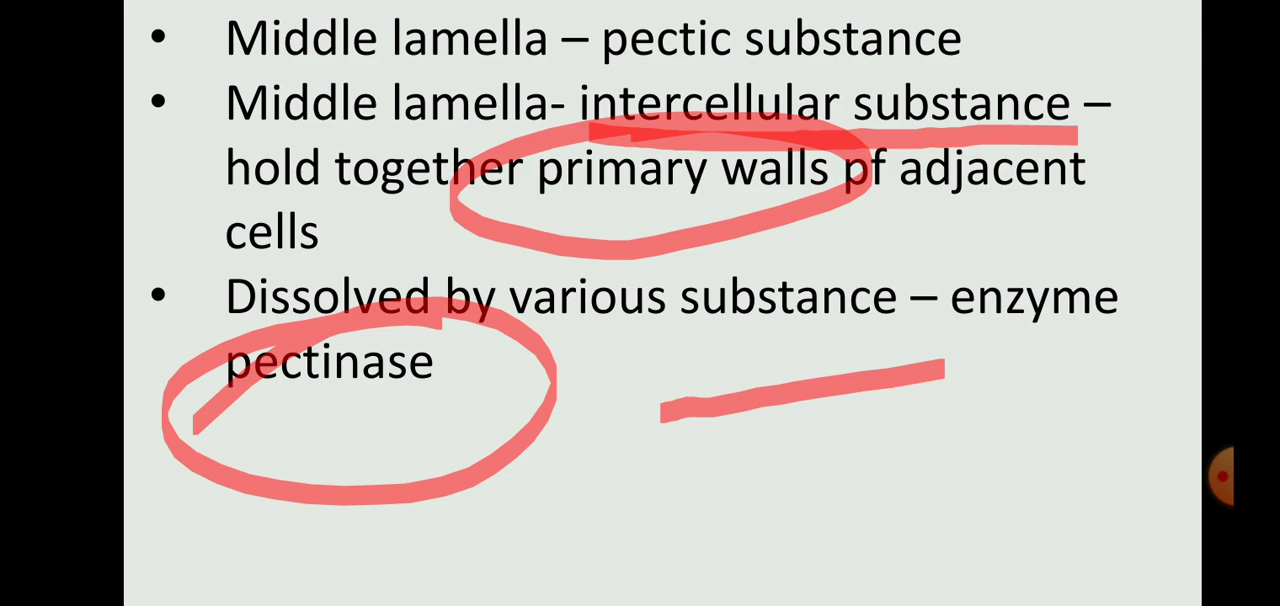 • Middle lamella – pectic substance
• Middle lamella- intercellular substance –
hold together primary walls pf adjacent
cells
• Dissolved by various substance – enzyme
pectinase